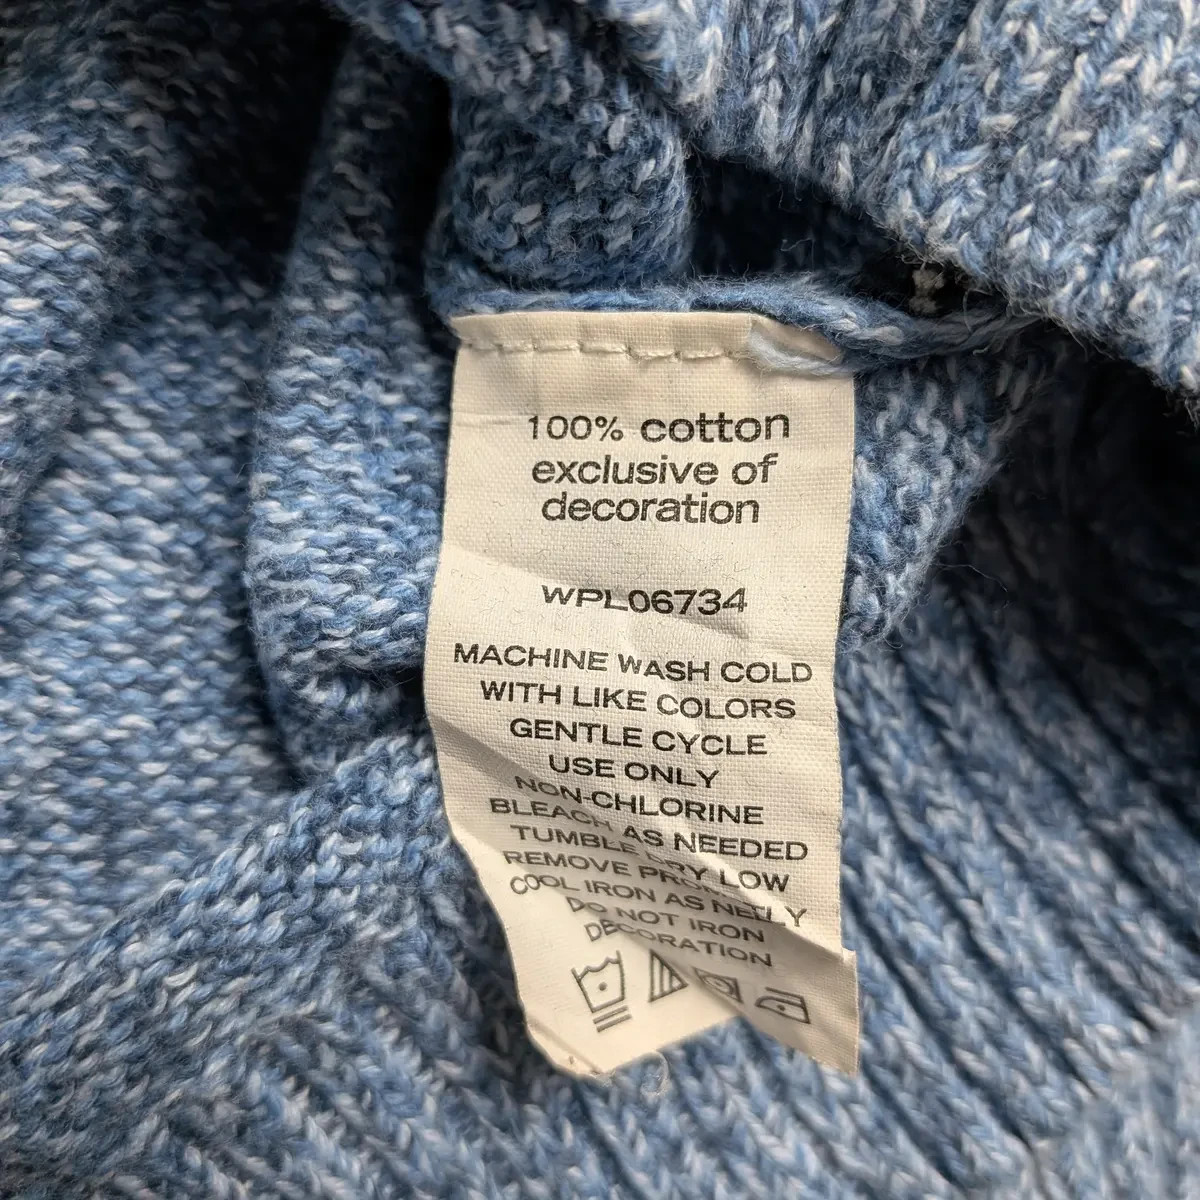 100% cotton
exclusive of
decoration
WPL06734
MACHINE WASH COLD
WITH LIKE COLORS
GENTLE CYCLE
USE ONLY
NON-CHLORINE
BLEACH AS NEEDED
TUMBLE DRY LOW
REMOVE
COOL IRON AS
DO NOT IRON
DECORATION